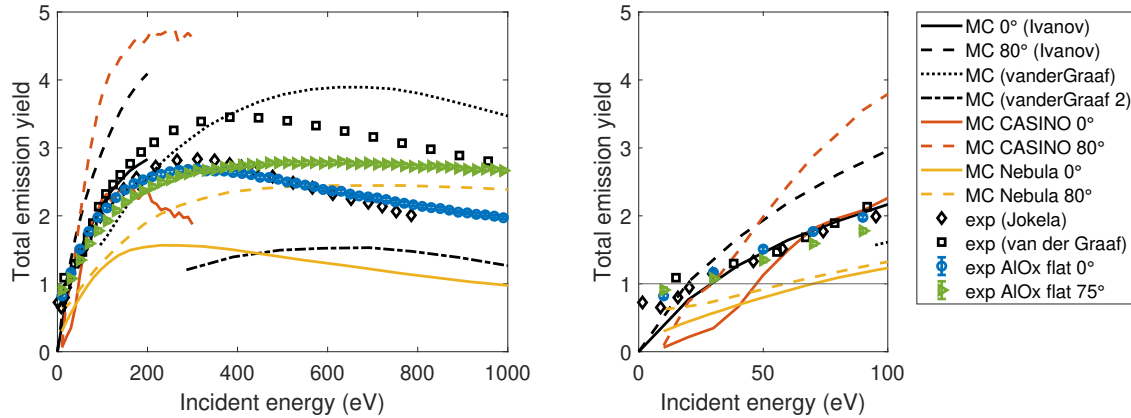 Total emission yield
5
4
3
2
1
0
0 200 400 600 800 1000
Incident energy (eV)
Total emission yield
5
4
3
2
1
0
0 50 100
Incident energy (eV)
MC 0° (Ivanov)
MC 80° (Ivanov)
MC (vanderGraaf)
MC (vanderGraaf 2)
MC CASINO 0°
MC CASINO 80°
MC Nebula 0°
MC Nebula 80°
exp (Jokela)
exp (van der Graaf)
exp AlOx flat 0°
exp AlOx flat 75°